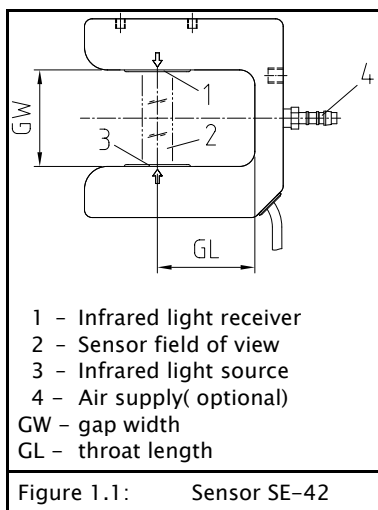 4
1
GW
3
2
GL
1 – Infrared light receiver
2 – Sensor field of view
3 – Infrared light source
4 – Air supply( optional)
GW – gap width
GL – throat length
Figure 1.1: Sensor SE–42